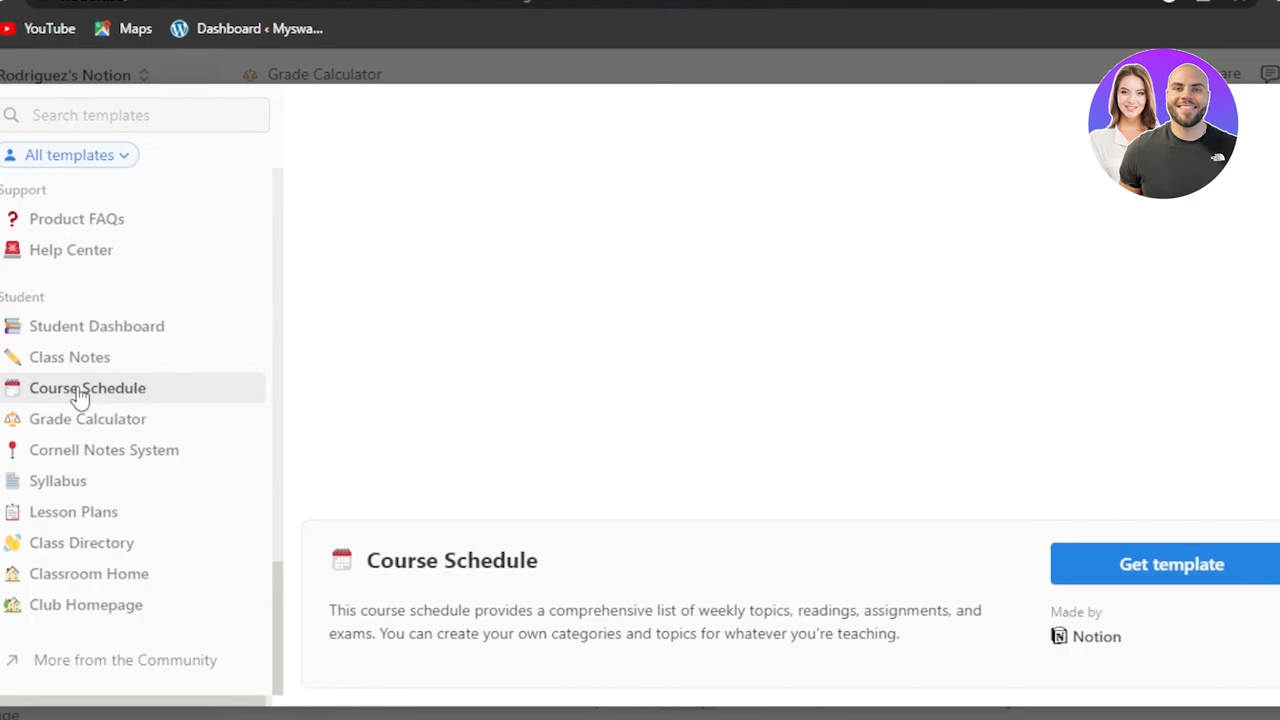 YouTube
Maps
Dashboard ‹ Myswa...
Rodriguez's Notion
Grade Calculator
Search templates
All templates
Support
Product FAQs
Help Center
Student
Student Dashboard
Class Notes
Course Schedule
Grade Calculator
Cornell Notes System
Syllabus
Lesson Plans
Class Directory
Classroom Home
Club Homepage
More from the Community
Course Schedule
This course schedule provides a comprehensive list of weekly topics, readings, assignments, and
exams. You can create your own categories and topics for whatever you're teaching.
Get template
Made by
Notion